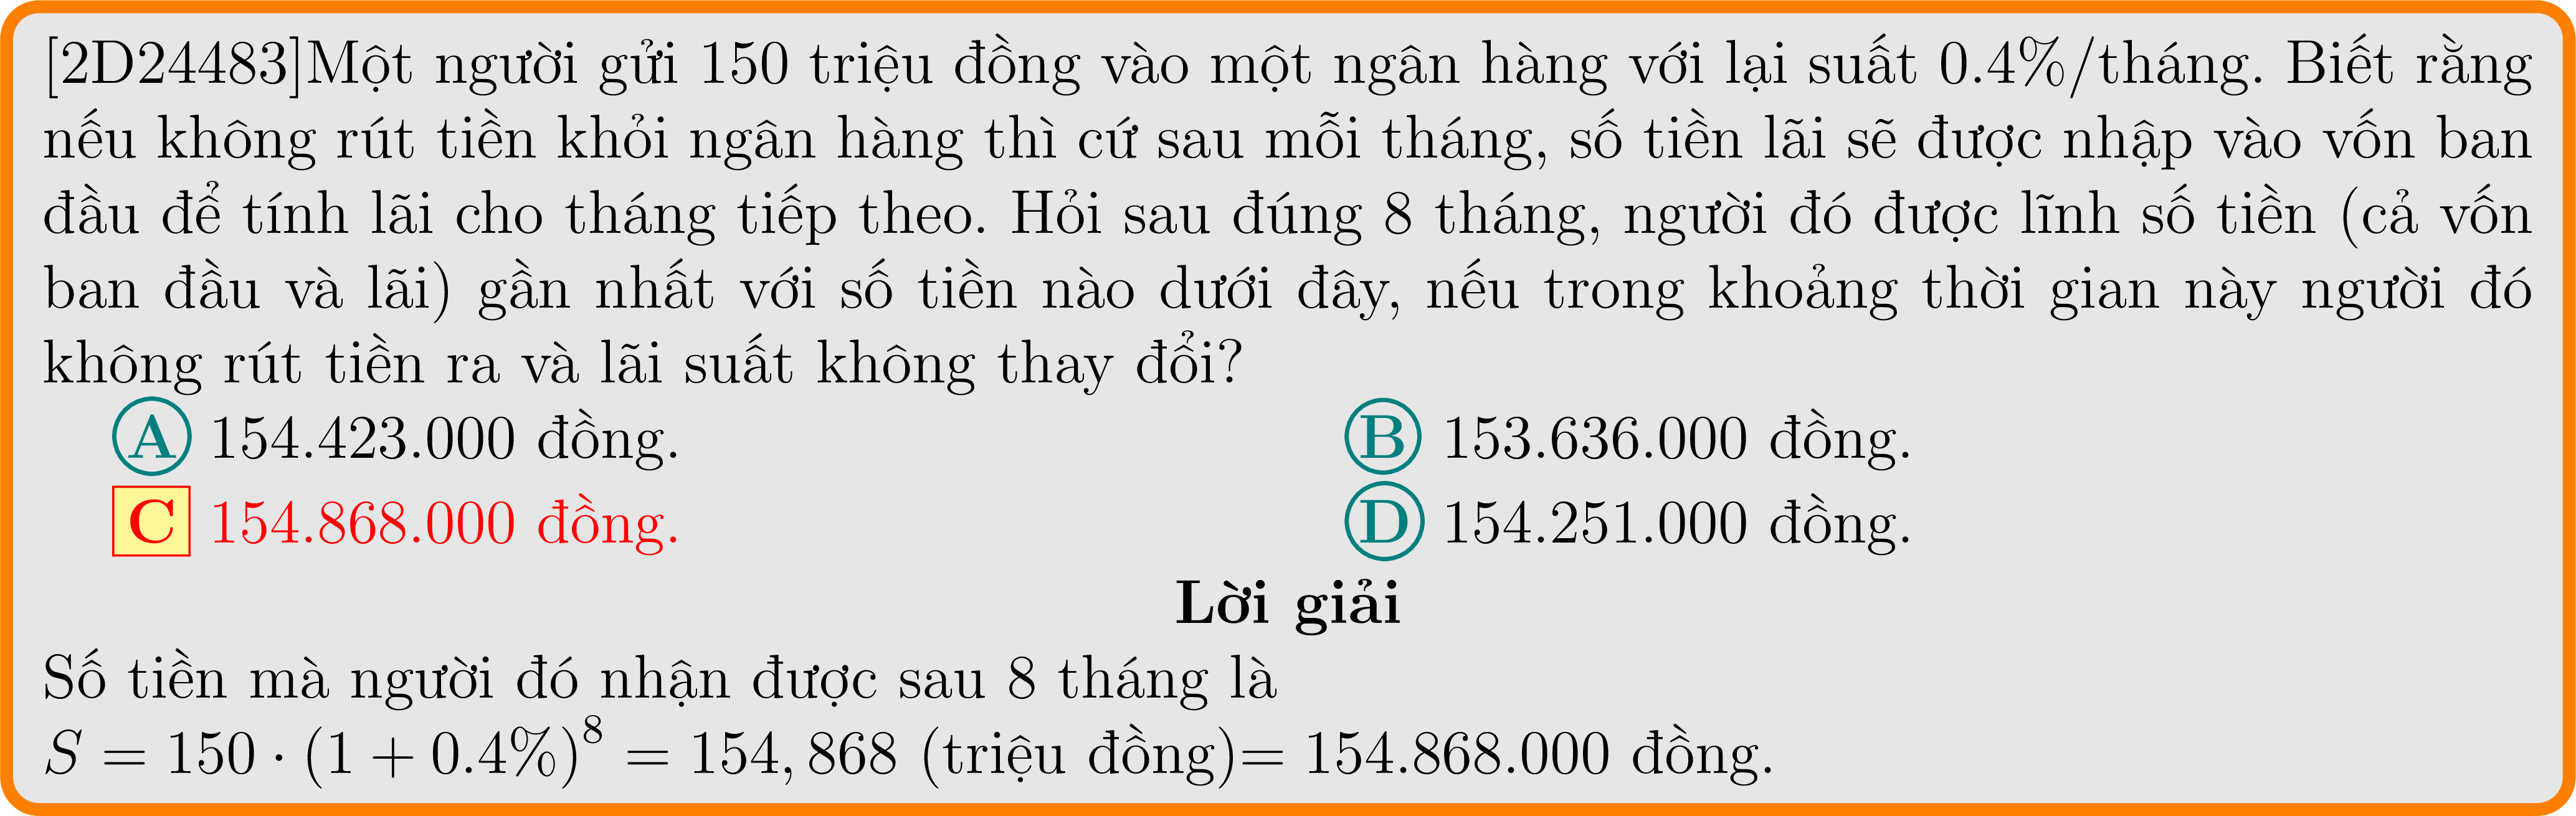 [2D24483]Một người gửi 150 triệu đồng vào một ngân hàng với lại suất 0.4%/tháng. Biết rằng
nếu không rút tiền khỏi ngân hàng thì cứ sau mỗi tháng, số tiền lãi sẽ được nhập vào vốn ban
đầu để tính lãi cho tháng tiếp theo. Hỏi sau đúng 8 tháng, người đó được lĩnh số tiền (cả vốn
ban đầu và lãi) gần nhất với số tiền nào dưới đây, nếu trong khoảng thời gian này người đó
không rút tiền ra và lãi suất không thay đổi?
A 154.423.000 đồng. B 153.636.000 đồng.
C 154.868.000 đồng. D 154.251.000 đồng.
Lời giải
Số tiền mà người đó nhận được sau 8 tháng là
S = 150 · (1 + 0.4%)⁸ = 154, 868 (triệu đồng)= 154.868.000 đồng.